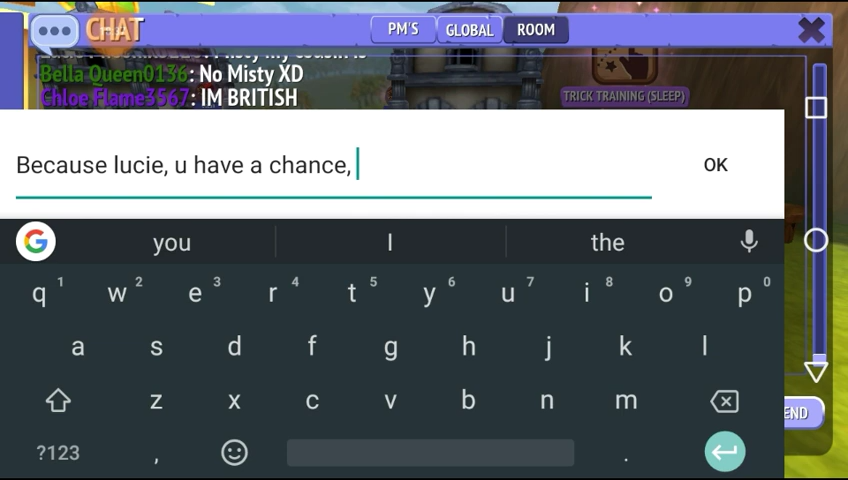 CHAT
PM'S GLOBAL ROOM
Bella Queen0136: No Misty XD
Chloe Flame3567: IM BRITISH
TRICK TRAINING (SLEEP)
Because lucie, u have a chance,
OK
you I the
q 1 w 2 e 3 r 4 t 5 y 6 u 7 i 8 o 9 p 0
a s d f g h j k l
z x c v b n m
END
?123 , .